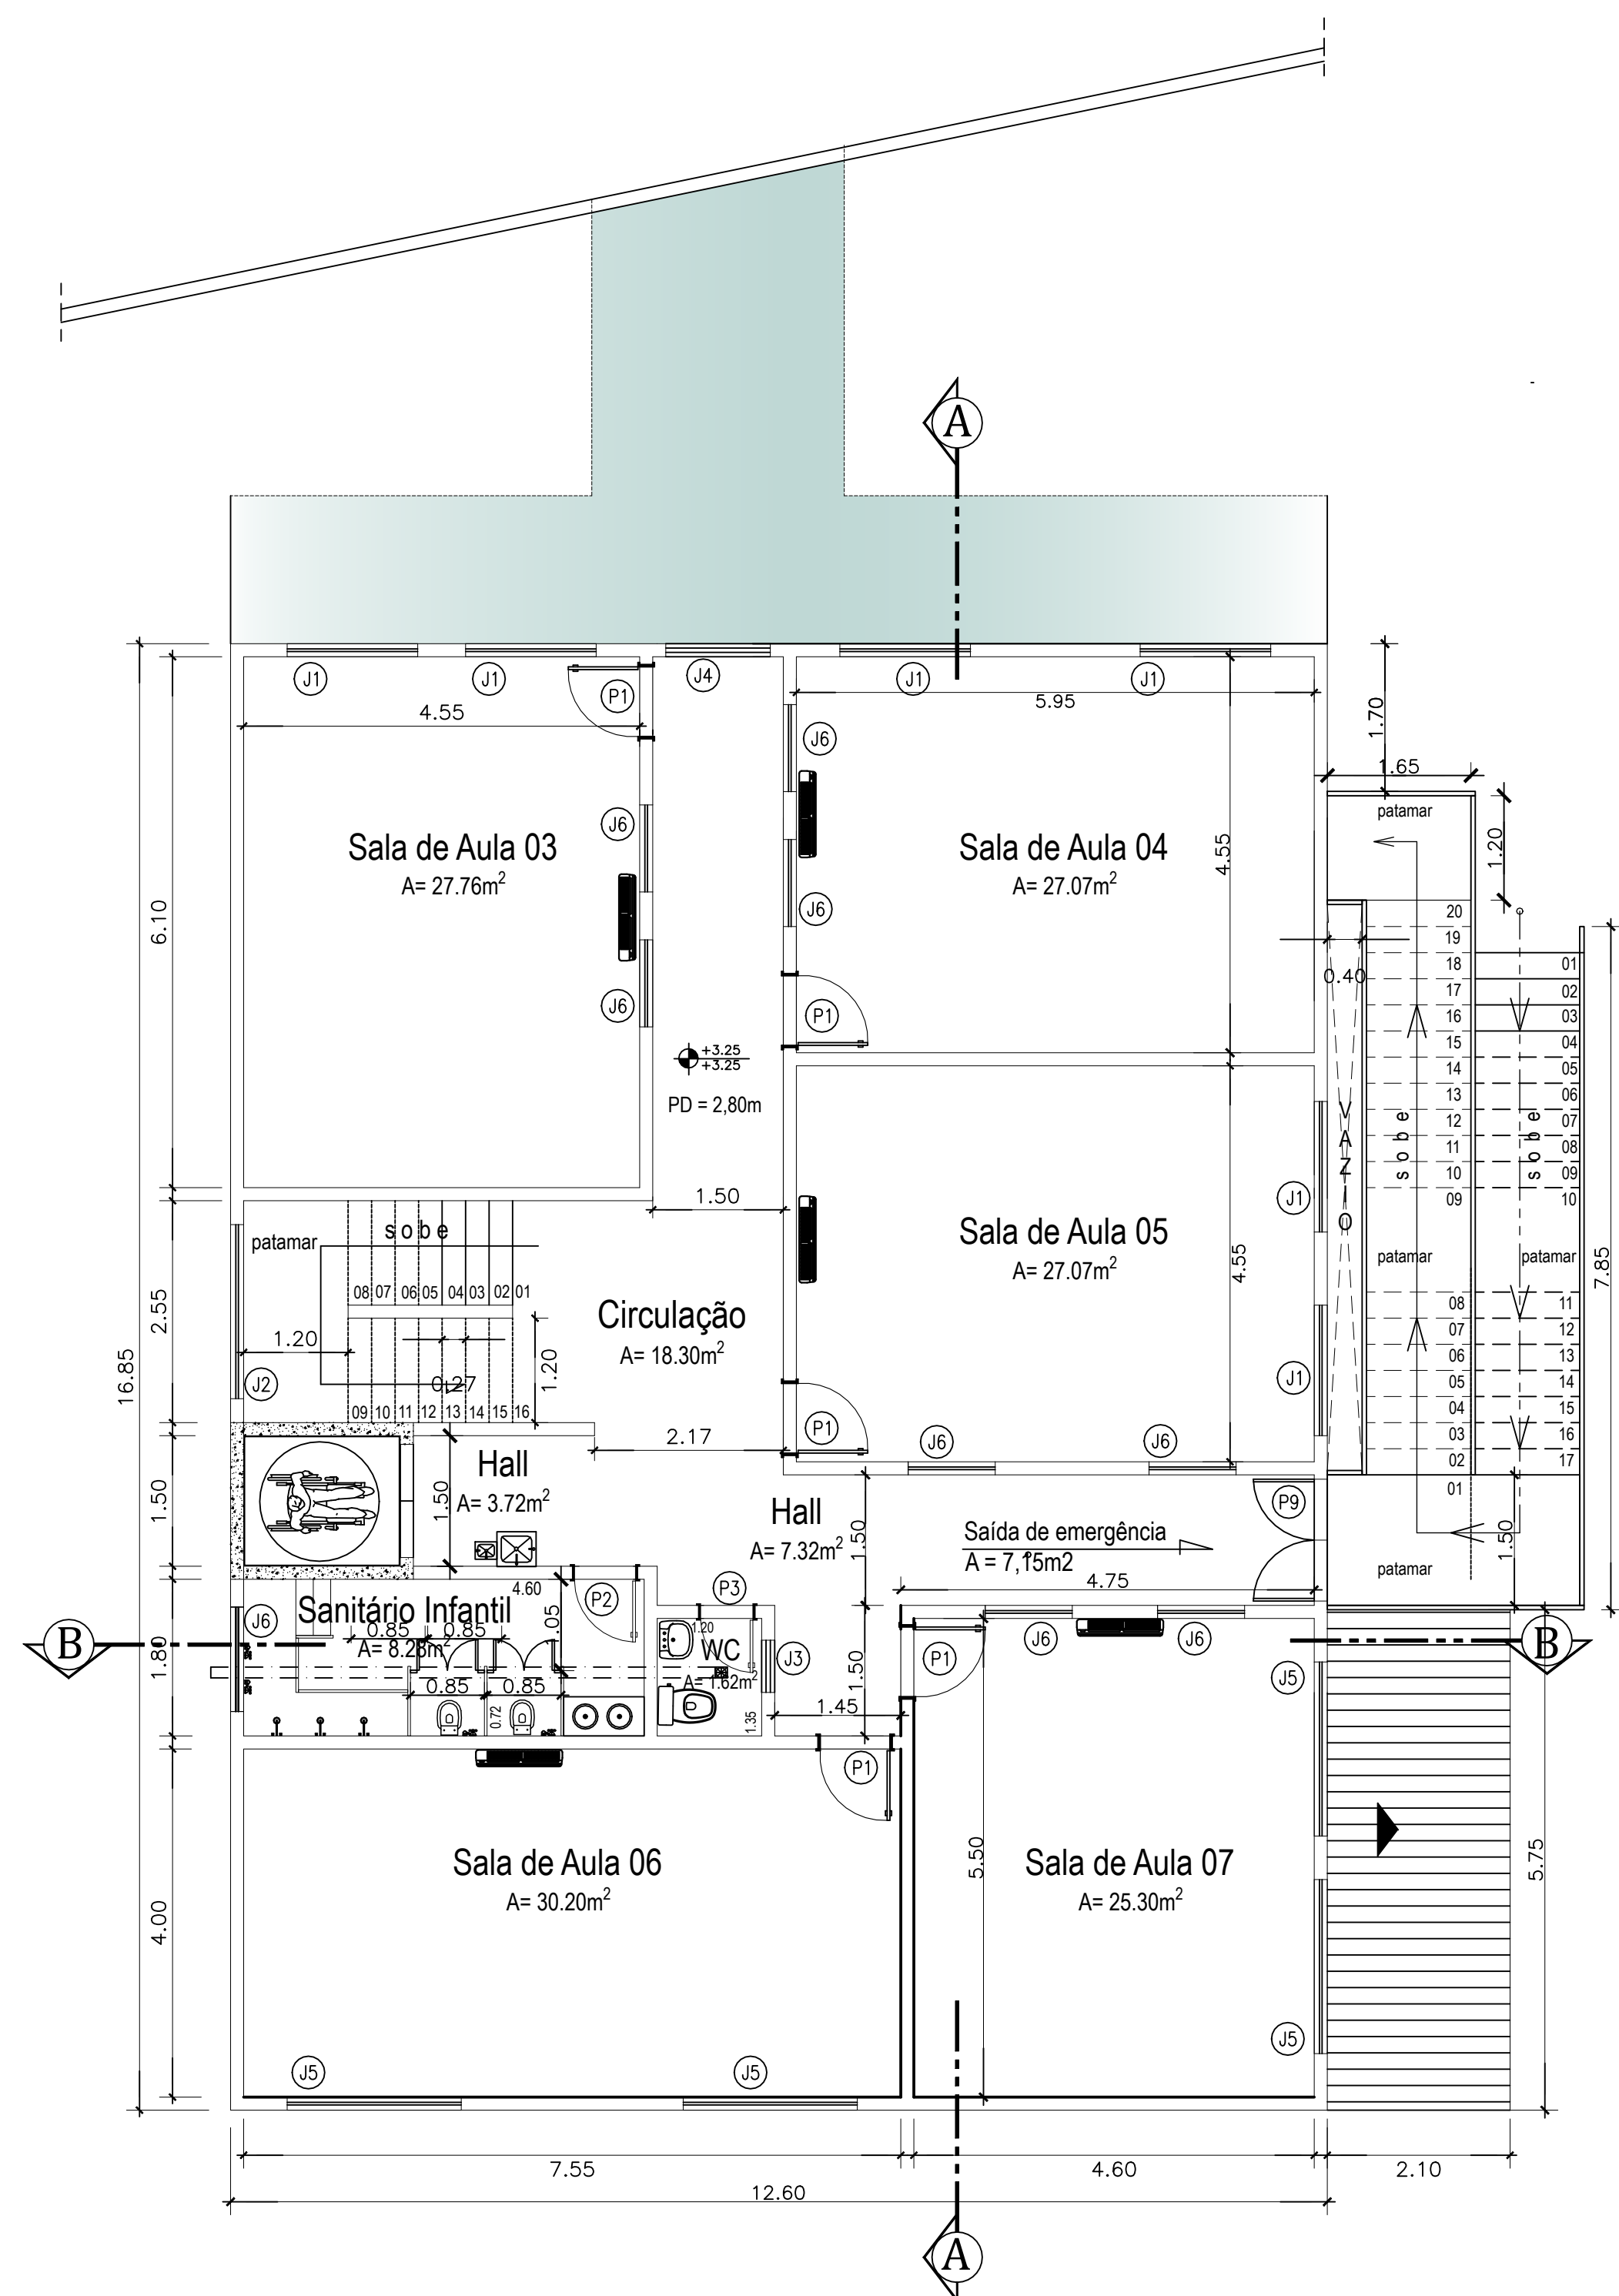 A
J1
J1
J4
J1
J1
P1
4.55
5.95
1.70
J6
1.65
patamar
J6
1.20
Sala de Aula 03
A= 27.76m²
Sala de Aula 04
A= 27.07m²
4.55
6.10
J6
20
19
18
17
16
15
14
13
12
11
10
09
01
02
03
04
05
06
07
08
09
10
0.40
J6
P1
+3.25
+3.25
PD = 2,80m
VAZIO
sobe
sobe
1.50
J1
sobe
patamar
Sala de Aula 05
A= 27.07m²
4.55
patamar
patamar
7.85
08
07
06
05
04
03
02
01
08
07
06
05
04
03
02
01
11
12
13
14
15
16
17
2.55
Circulação
A= 18.30m²
1.20
1.20
0.27
J2
J1
16.85
09
10
11
12
13
14
15
16
P1
2.17
J6
J6
Hall
A= 3.72m²
1.50
1.50
Hall
A= 7.32m²
1.50
Saída de emergência
A = 7,15m2
P9
1.50
patamar
4.75
4.60
P2
P3
Sanitário Infantil
A= 8.28m²
J6
0.85
0.85
.05
1.20
WC
A= 1.62m²
J3
J6
J6
P1
J5
B
B
1.80
0.85
0.85
0.72
1.35
1.45
1.50
P1
Sala de Aula 06
A= 30.20m²
5.50
Sala de Aula 07
A= 25.30m²
5.75
4.00
J5
J5
J5
7.55
4.60
2.10
12.60
A